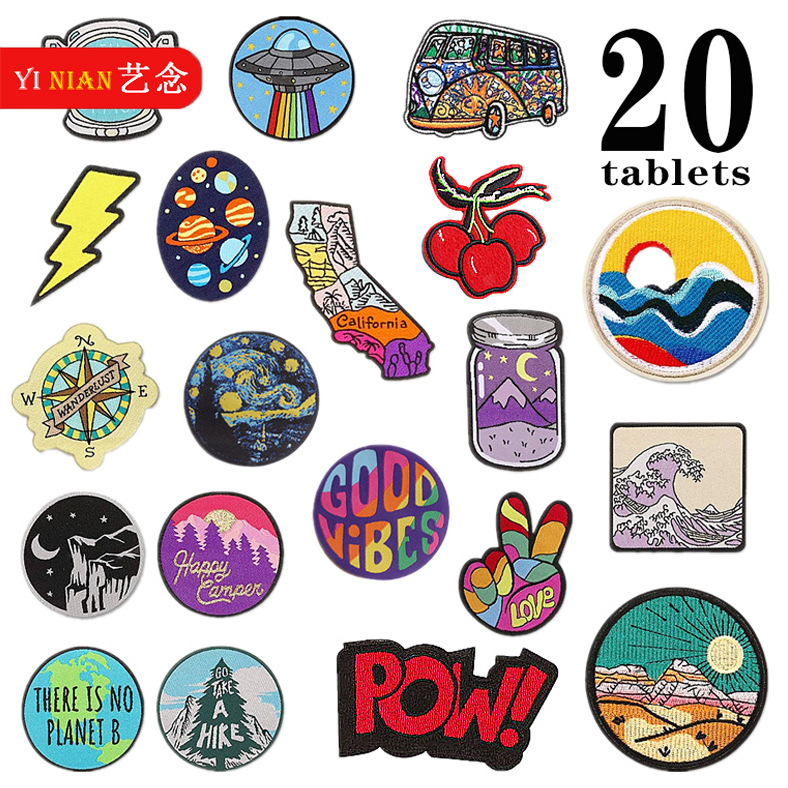 YI NIAN 艺念
20
tablets
California
N
W
E
S
WANDERLUST
GOOD
VIBES
Happy
Camper
LOVE
THERE IS NO
PLANET B
GO
TAKE
A
HIKE
POW!